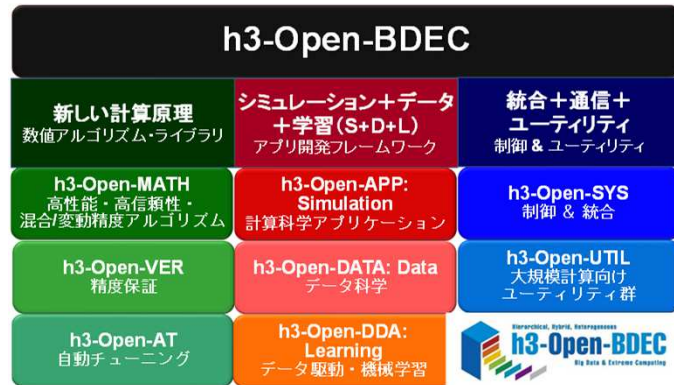 h3-Open-BDEC
新しい計算原理
数値アルゴリズム・ライブラリ
シミュレーション+データ
+学習(S+D+L)
アプリ開発フレームワーク
統合+通信+
ユーティリティ
制御 & ユーティリティ
h3-Open-MATH
高性能・高信頼性・
混合/変動精度アルゴリズム
h3-Open-APP:
Simulation
計算科学アプリケーション
h3-Open-SYS
制御 & 統合
h3-Open-VER
精度保証
h3-Open-DATA: Data
データ科学
h3-Open-UTIL
大規模計算向け
ユーティリティ群
h3-Open-AT
自動チューニング
h3-Open-DDA:
Learning
データ駆動・機械学習
Hierarchical, Hybrid, Heterogeneous
h3-Open-BDEC
Big Data & Extreme Computing